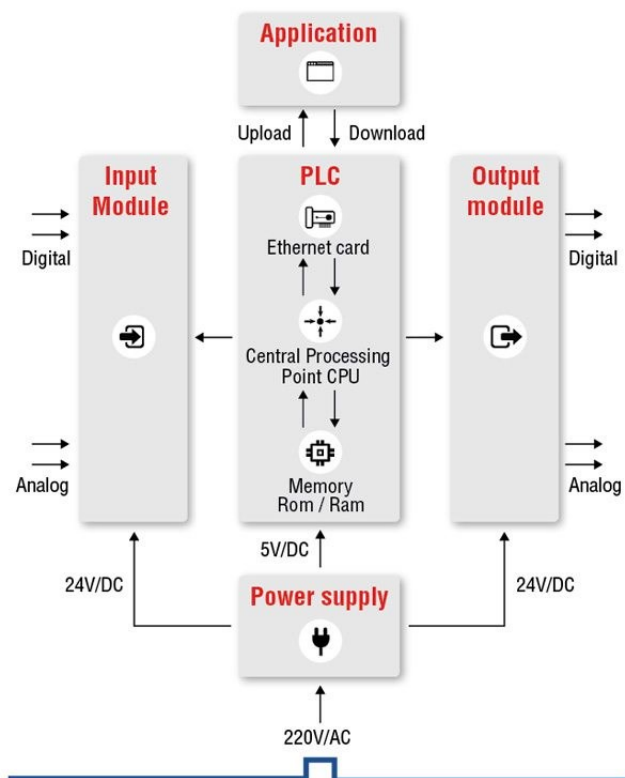 Application
Upload
Download
Input
Module
PLC
Output
module
Ethernet card
Digital
Digital
Central Processing
Point CPU
Memory
Rom / Ram
Analog
Analog
5V/DC
24V/DC
24V/DC
Power supply
220V/AC